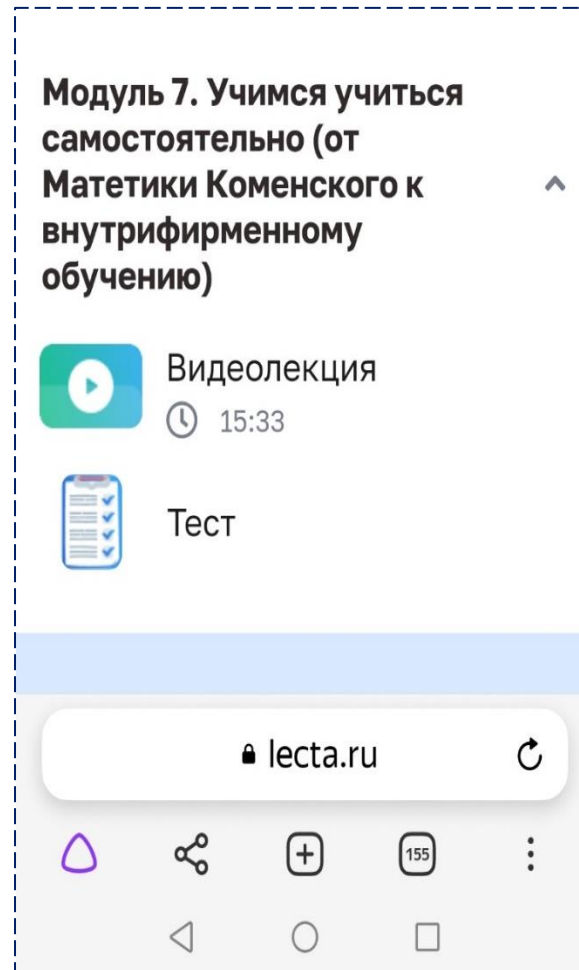 Модуль 7. Учимся учиться
самостоятельно (от
Матетики Коменского к
внутрифирменному
обучению)
Видеолекция
15:33
Тест
lecta.ru
155